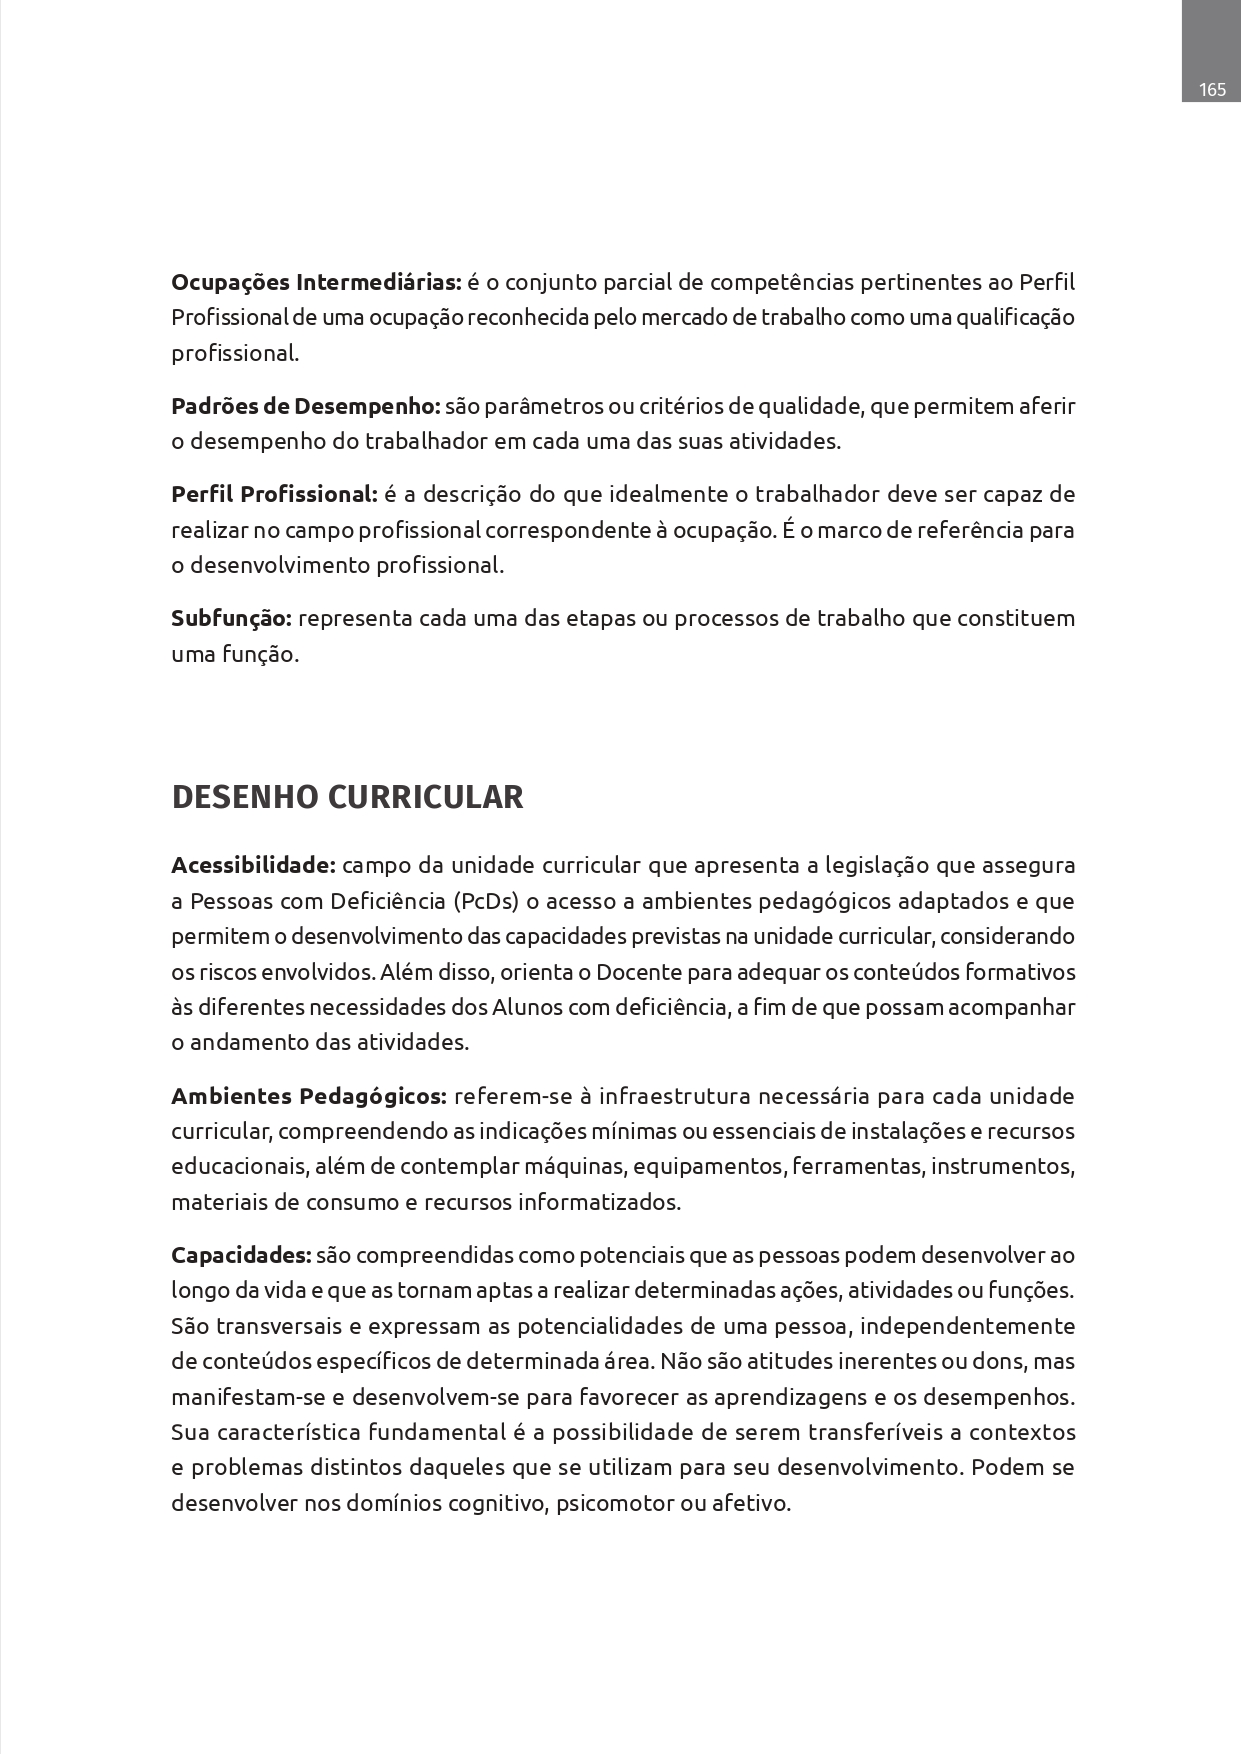 165
Ocupações Intermediárias: é o conjunto parcial de competências pertinentes ao Perfil
Profissional de uma ocupação reconhecida pelo mercado de trabalho como uma qualificação
profissional.
Padrões de Desempenho: são parâmetros ou critérios de qualidade, que permitem aferir
o desempenho do trabalhador em cada uma das suas atividades.
Perfil Profissional: é a descrição do que idealmente o trabalhador deve ser capaz de
realizar no campo profissional correspondente à ocupação. É o marco de referência para
o desenvolvimento profissional.
Subfunção: representa cada uma das etapas ou processos de trabalho que constituem
uma função.
DESENHO CURRICULAR
Acessibilidade: campo da unidade curricular que apresenta a legislação que assegura
a Pessoas com Deficiência (PcDs) o acesso a ambientes pedagógicos adaptados e que
permitem o desenvolvimento das capacidades previstas na unidade curricular, considerando
os riscos envolvidos. Além disso, orienta o Docente para adequar os conteúdos formativos
às diferentes necessidades dos Alunos com deficiência, a fim de que possam acompanhar
o andamento das atividades.
Ambientes Pedagógicos: referem-se à infraestrutura necessária para cada unidade
curricular, compreendendo as indicações mínimas ou essenciais de instalações e recursos
educacionais, além de contemplar máquinas, equipamentos, ferramentas, instrumentos,
materiais de consumo e recursos informatizados.
Capacidades: são compreendidas como potenciais que as pessoas podem desenvolver ao
longo da vida e que as tornam aptas a realizar determinadas ações, atividades ou funções.
São transversais e expressam as potencialidades de uma pessoa, independentemente
de conteúdos específicos de determinada área. Não são atitudes inerentes ou dons, mas
manifestam-se e desenvolvem-se para favorecer as aprendizagens e os desempenhos.
Sua característica fundamental é a possibilidade de serem transferíveis a contextos
e problemas distintos daqueles que se utilizam para seu desenvolvimento. Podem se
desenvolver nos domínios cognitivo, psicomotor ou afetivo.